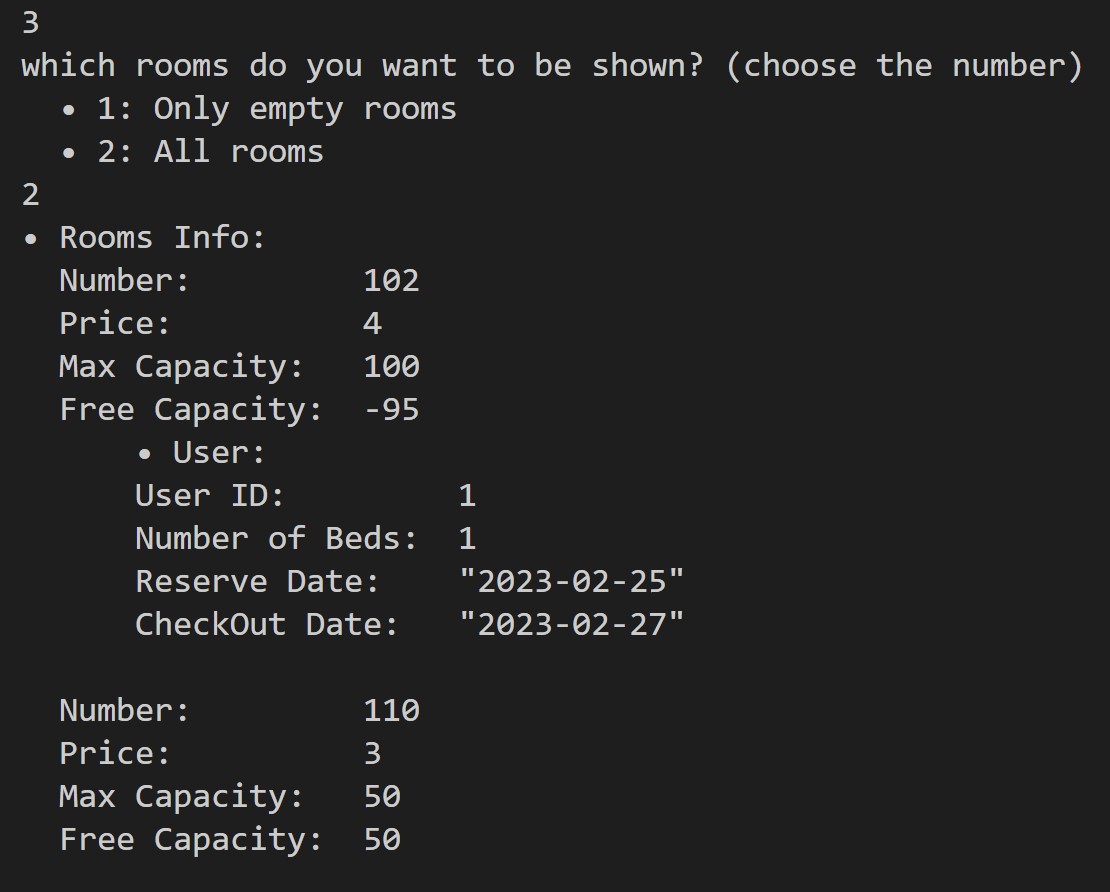 3
which rooms do you want to be shown? (choose the number)
• 1: Only empty rooms
• 2: All rooms
2
• Rooms Info:
Number: 102
Price: 4
Max Capacity: 100
Free Capacity: -95
• User:
User ID: 1
Number of Beds: 1
Reserve Date: "2023-02-25"
CheckOut Date: "2023-02-27"
Number: 110
Price: 3
Max Capacity: 50
Free Capacity: 50